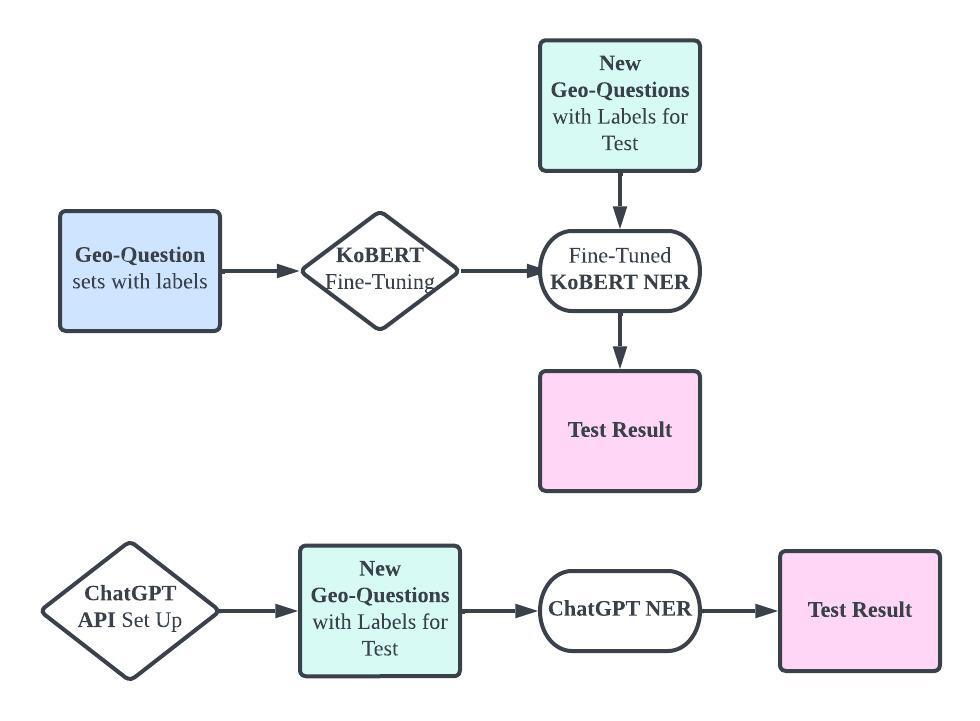 New
Geo-Questions
with Labels for
Test
Geo-Question
sets with labels
KoBERT
Fine-Tuning
Fine-Tuned
KoBERT NER
Test Result
ChatGPT
API Set Up
New
Geo-Questions
with Labels for
Test
ChatGPT NER
Test Result